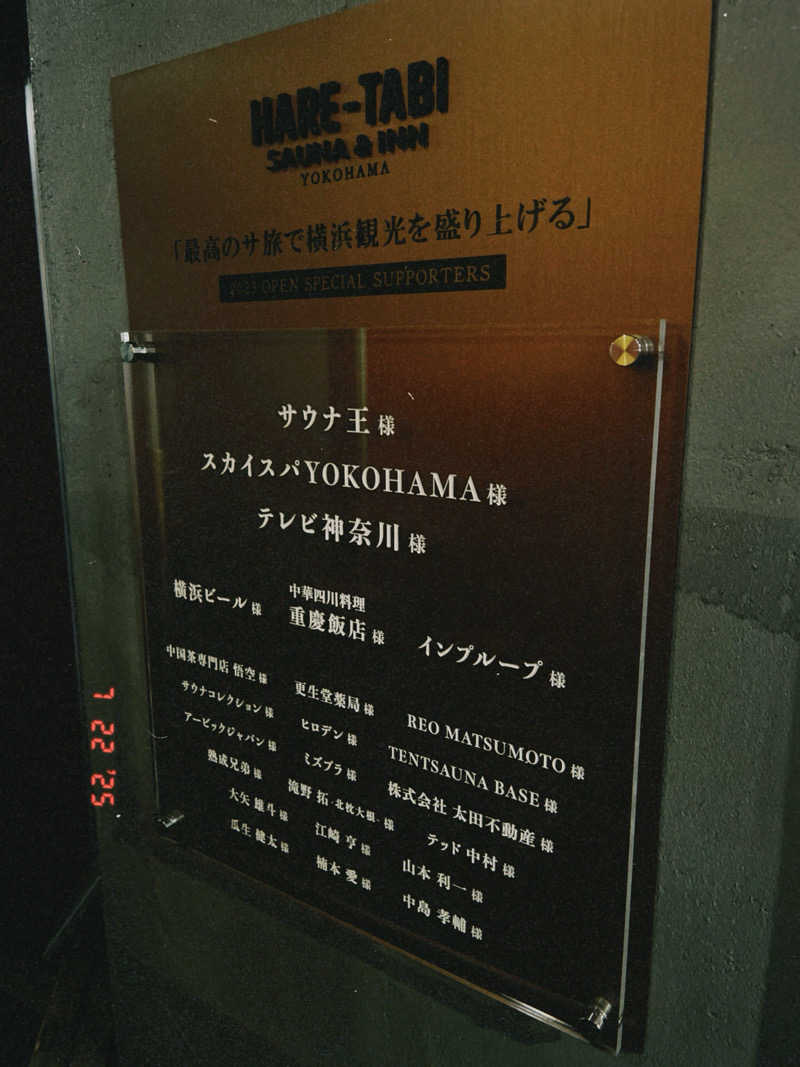 HARE-TABI
SAUNA & INN
YOKOHAMA
「最高のサ旅で横浜観光を盛り上げる」
2023 OPEN SPECIAL SUPPORTERS
サウナ王 様
スカイスパYOKOHAMA 様
テレビ神奈川 様
横浜ビール 様
中華四川料理
重慶飯店 様
インプループ 様
中国茶専門店 悟空 様
更生堂薬局 様
REO MATSUMOTO 様
サウナコレクション 様
ヒロデン 様
TENTSAUNA BASE 様
アービックジャパン 様
ミズプラ 様
株式会社 太田不動産 様
熟成兄弟 様
滝野 拓・北枕大根・ 様
テッド 中村 様
大矢 雄斗 様
江崎 亨 様
山本 利一 様
瓜生 健太 様
楠本 愛 様
中島 孝輔 様
7 22 '25